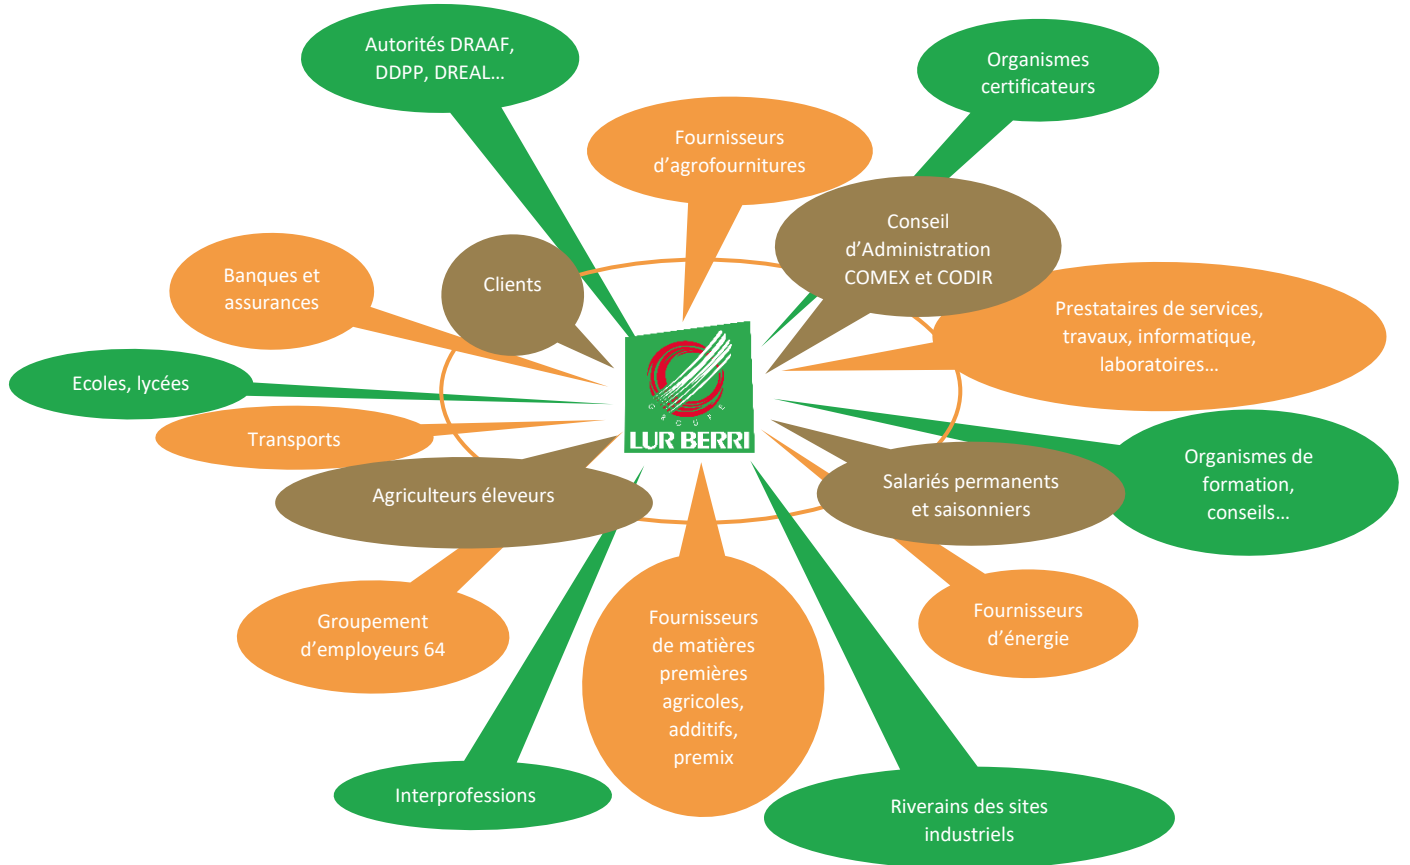 Autorités DRAAF,
DDPP, DREAL…
Organismes
certificateurs
Fournisseurs
d’agrofournitures
Conseil
d’Administration
COMEX et CODIR
Clients
Banques et
assurances
Prestataires de services,
travaux, informatique,
laboratoires…
Ecoles, lycées
GROUPE
LUR BERRI
Transports
Agriculteurs éleveurs
Salariés permanents
et saisonniers
Organismes de
formation,
conseils…
Groupement
d’employeurs 64
Fournisseurs
de matières
premières
agricoles,
additifs,
premix
Fournisseurs
d’énergie
Interprofessions
Riverains des sites
industriels